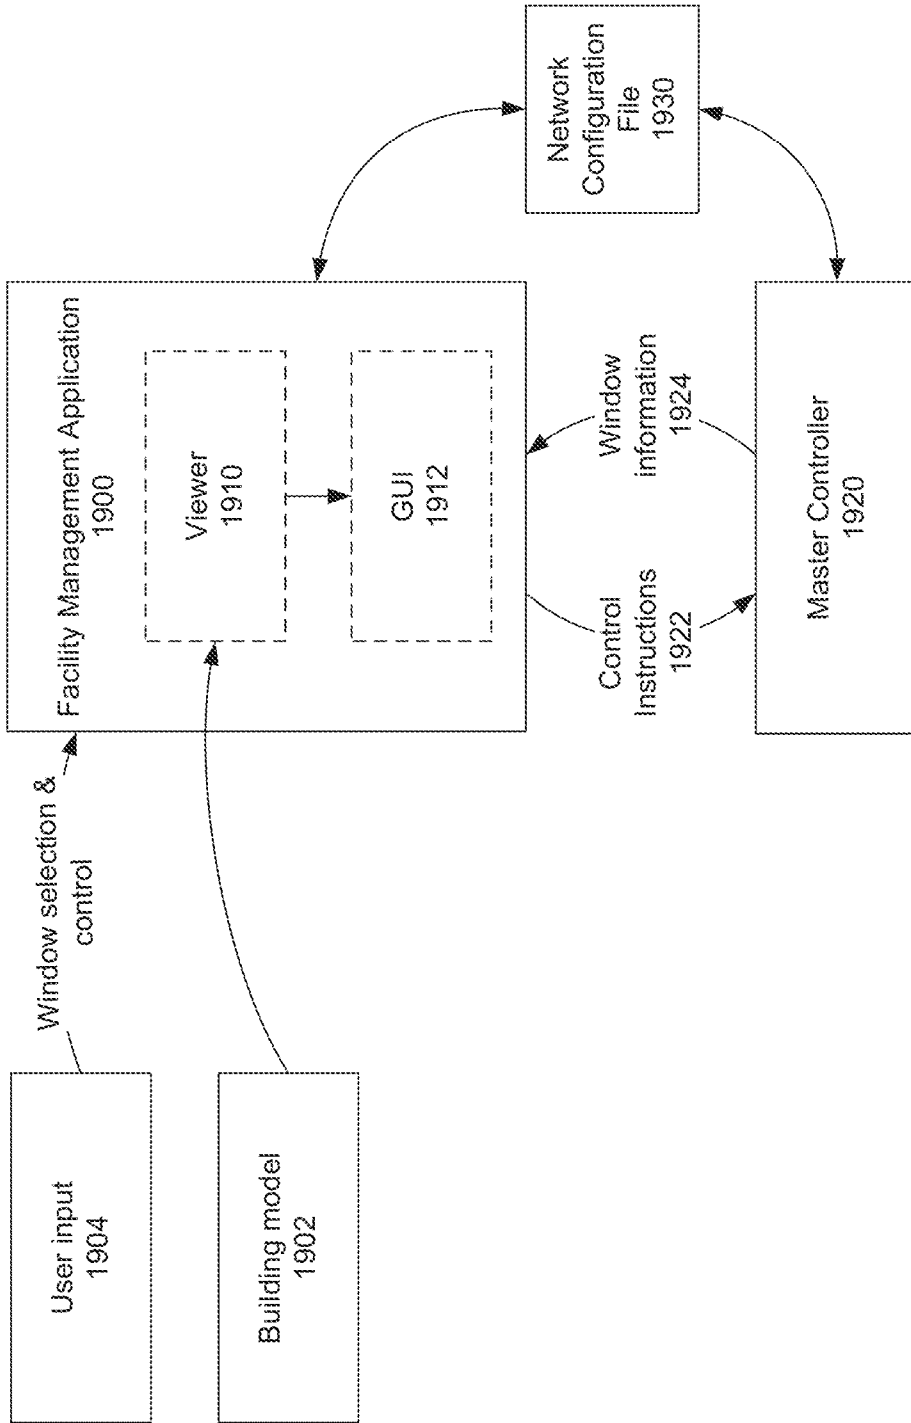 User input
1904
Window selection &
control
Building model
1902
Facility Management Application
1900
Viewer
1910
GUI
1912
Control
Instructions
1922
Window
information
1924
Master Controller
1920
Network
Configuration
File
1930